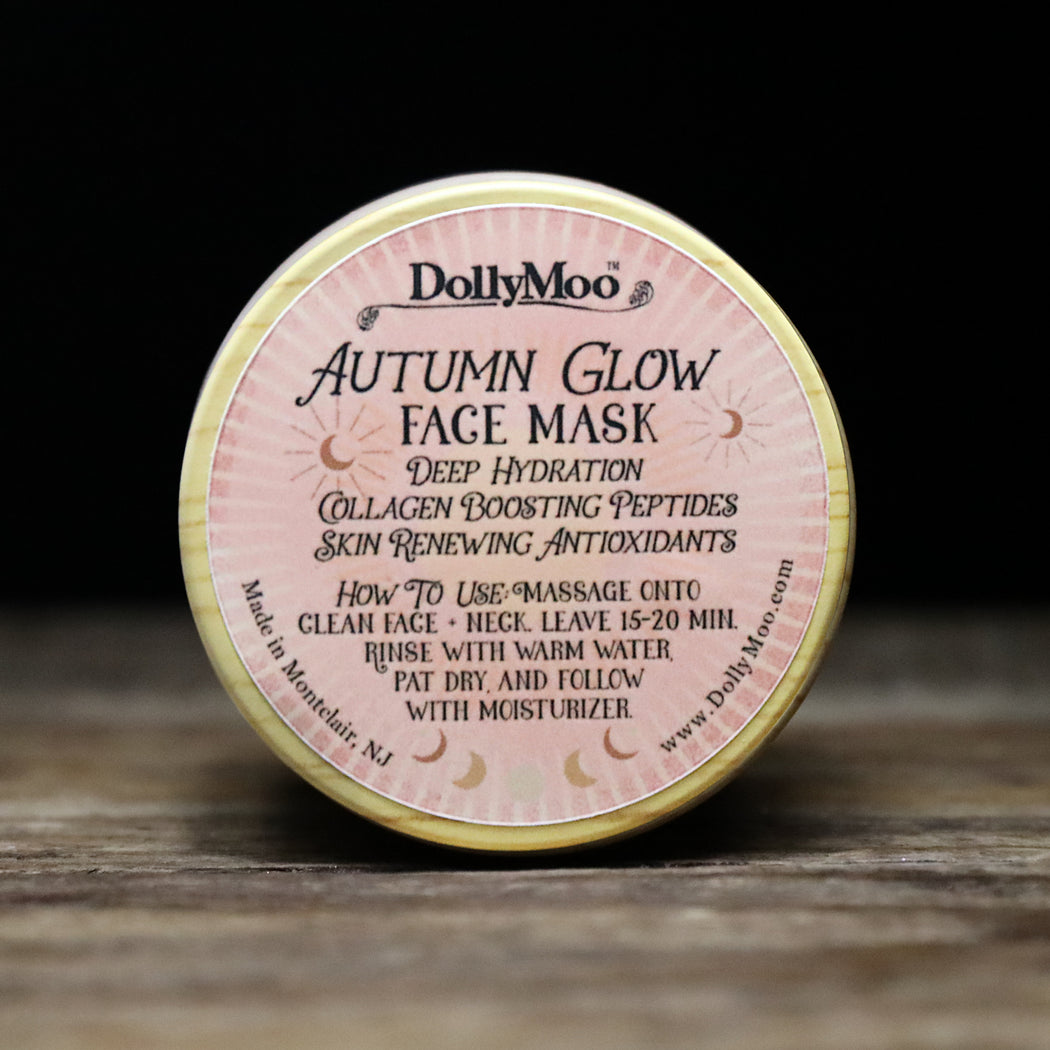 DollyMoo™
Autumn Glow
Face Mask
Deep Hydration
Collagen Boosting Peptides
Skin Renewing Antioxidants
How To Use: Massage onto
clean face + neck. Leave 15-20 min.
Rinse with warm water,
pat dry, and follow
with moisturizer.
Made in Montclair, NJ
www.DollyMoo.com